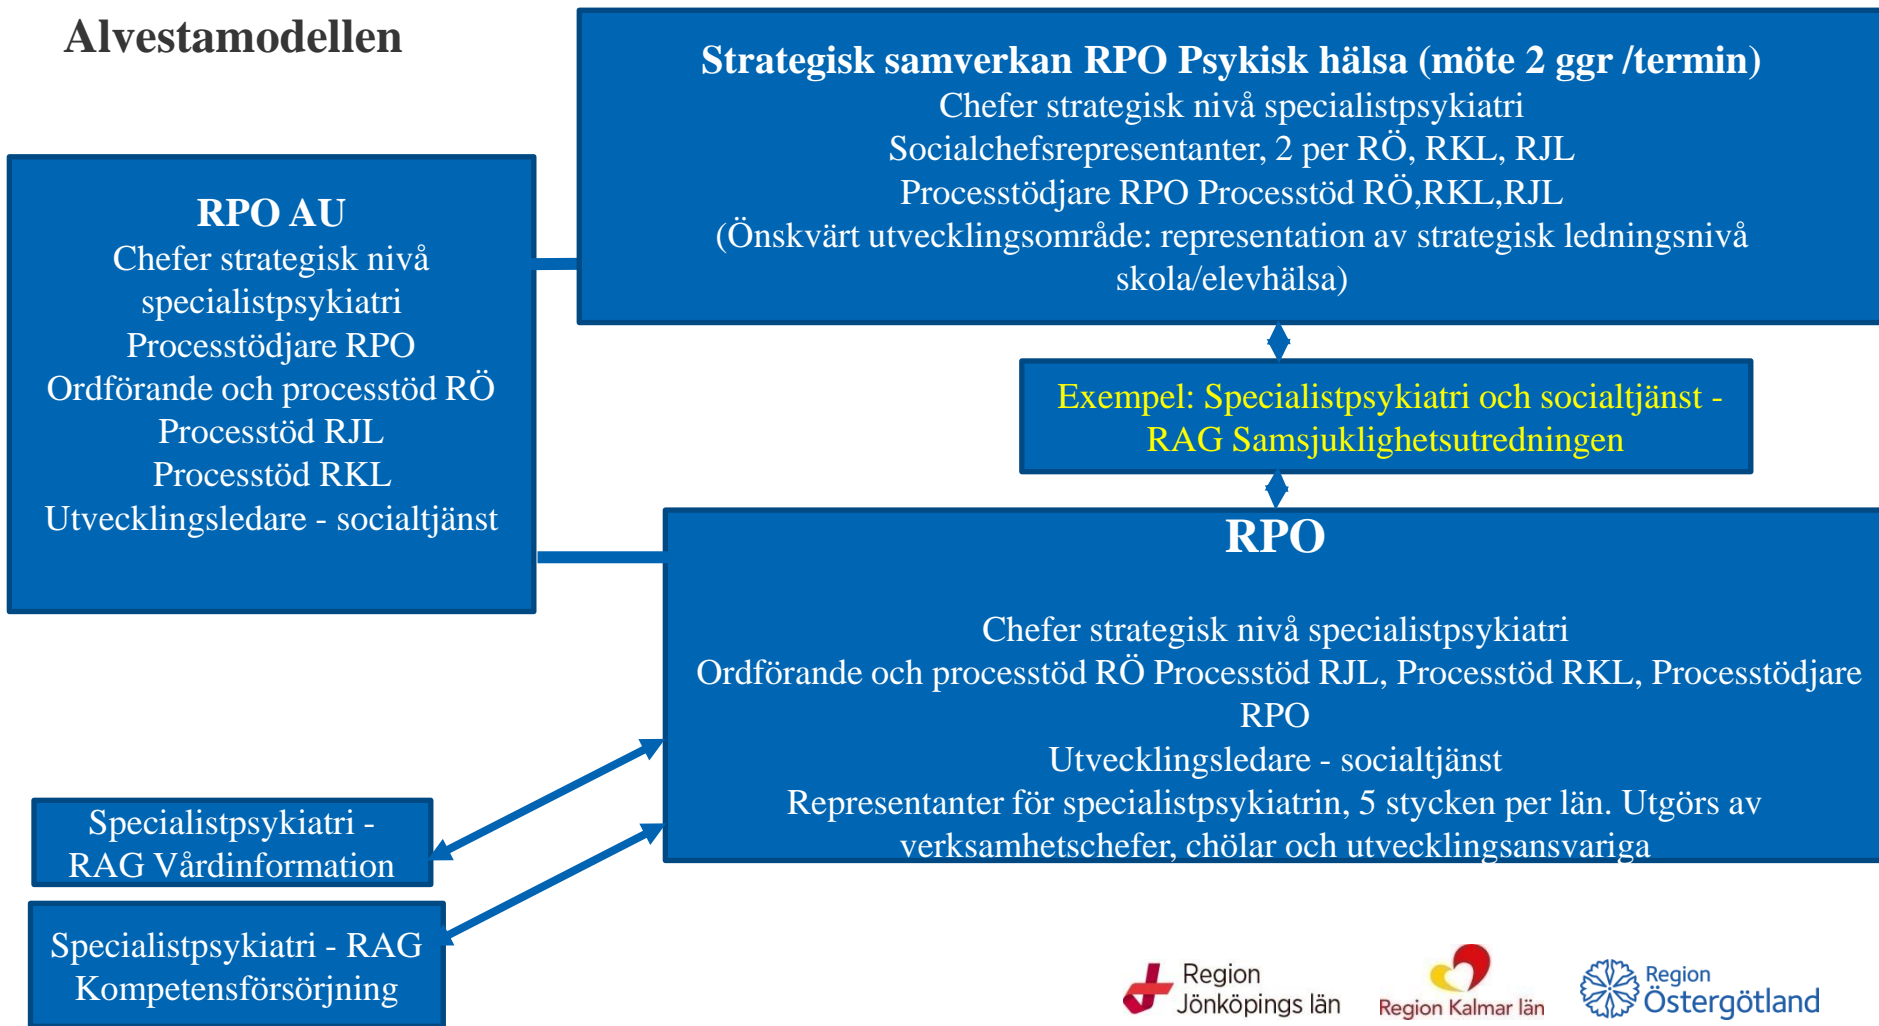 Alvestamodellen
Strategisk samverkan RPO Psykisk hälsa (möte 2 ggr /termin)
Chefer strategisk nivå specialistpsykiatri
Socialchefsrepresentanter, 2 per RÖ, RKL, RJL
Processtödjare RPO Processtöd RÖ,RKL,RJL
(Önskvärt utvecklingsområde: representation av strategisk ledningsnivå
skola/elevhälsa)
RPO AU
Chefer strategisk nivå
specialistpsykiatri
Processtödjare RPO
Ordförande och processtöd RÖ
Processtöd RJL
Processtöd RKL
Utvecklingsledare - socialtjänst
Exempel: Specialistpsykiatri och socialtjänst -
RAG Samsjuklighetsutredningen
RPO
Chefer strategisk nivå specialistpsykiatri
Ordförande och processtöd RÖ Processtöd RJL, Processtöd RKL, Processtödjare
RPO
Utvecklingsledare - socialtjänst
Representanter för specialistpsykiatrin, 5 stycken per län. Utgörs av
verksamhetschefer, chölar och utvecklingsansvariga
Specialistpsykiatri -
RAG Vårdinformation
Specialistpsykiatri - RAG
Kompetensförsörjning
Region
Jönköpings län
Region Kalmar län
Region
Östergötland